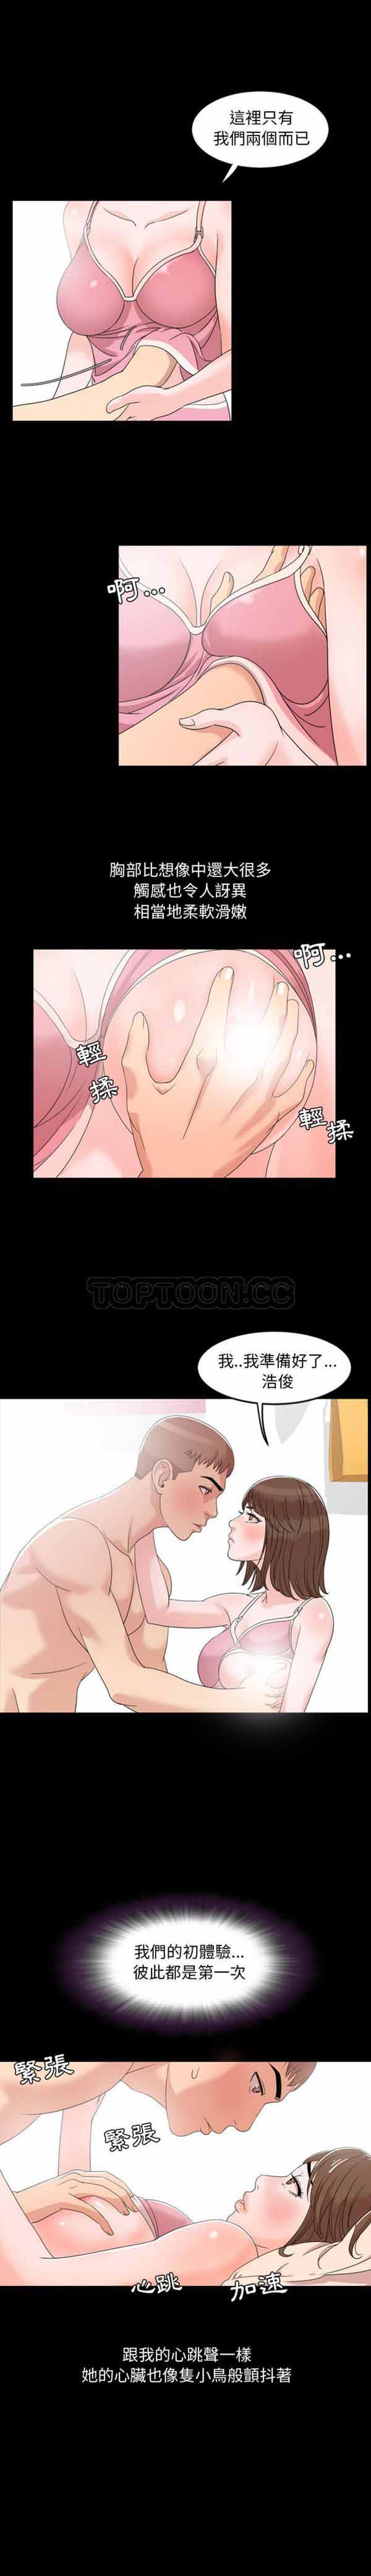 這裡只有
我們兩個而已
啊...
胸部比想像中還大很多
觸感也令人訝異
相當地柔軟滑嫩
啊...
輕
揉
輕
揉
TOPTOON.CC
我..我準備好了...
浩俊
我們的初體驗...
彼此都是第一次
緊張
緊張
心跳
加速
跟我的心跳聲一樣
她的心臟也像隻小鳥般顫抖著